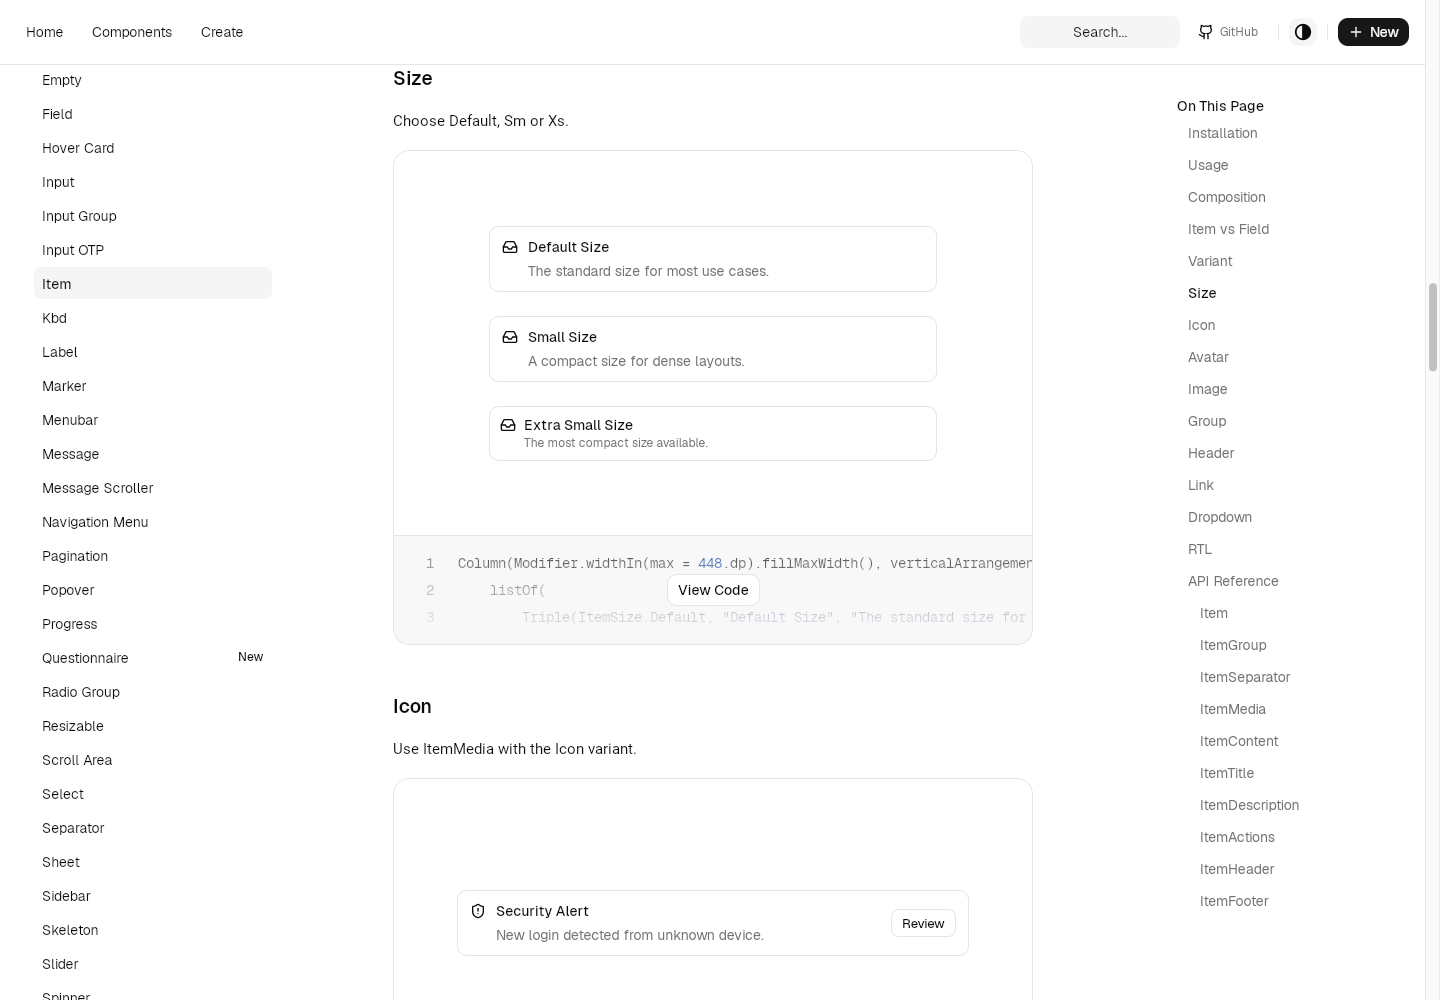 Home
Components
Create
Search...
GitHub
New
Empty
Field
Hover Card
Input
Input Group
Input OTP
Item
Kbd
Label
Marker
Menubar
Message
Message Scroller
Navigation Menu
Pagination
Popover
Progress
Questionnaire New
Radio Group
Resizable
Scroll Area
Select
Separator
Sheet
Sidebar
Skeleton
Slider
Spinner
Size
Choose Default, Sm or Xs.
Default Size
The standard size for most use cases.
Small Size
A compact size for dense layouts.
Extra Small Size
The most compact size available.
1 Column(Modifier.widthIn(max = 448.dp).fillMaxWidth(), verticalArrangemen
2 listOf(
View Code
3 Triple(ItemSize.Default, "Default Size", "The standard size for
Icon
Use ItemMedia with the Icon variant.
Security Alert
New login detected from unknown device.
Review
On This Page
Installation
Usage
Composition
Item vs Field
Variant
Size
Icon
Avatar
Image
Group
Header
Link
Dropdown
RTL
API Reference
Item
ItemGroup
ItemSeparator
ItemMedia
ItemContent
ItemTitle
ItemDescription
ItemActions
ItemHeader
ItemFooter